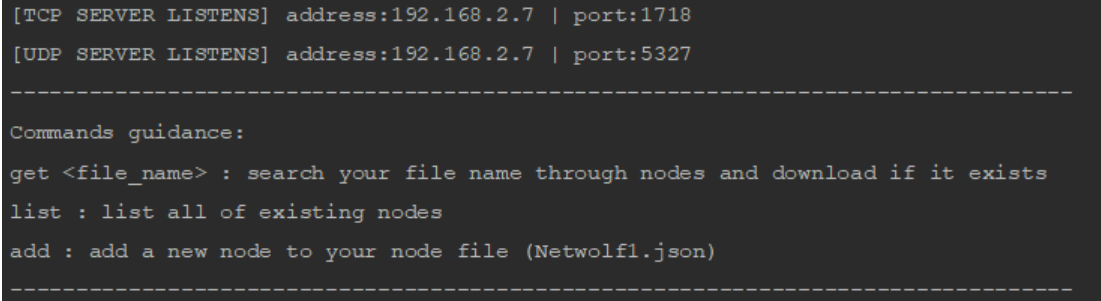 [TCP SERVER LISTENS] address:192.168.2.7 | port:1718
[UDP SERVER LISTENS] address:192.168.2.7 | port:5327
---------------------------------------------------------------------------------
Commands guidance:
get <file_name> : search your file name through nodes and download if it exists
list : list all of existing nodes
add : add a new node to your node file (Netwolf1.json)
---------------------------------------------------------------------------------